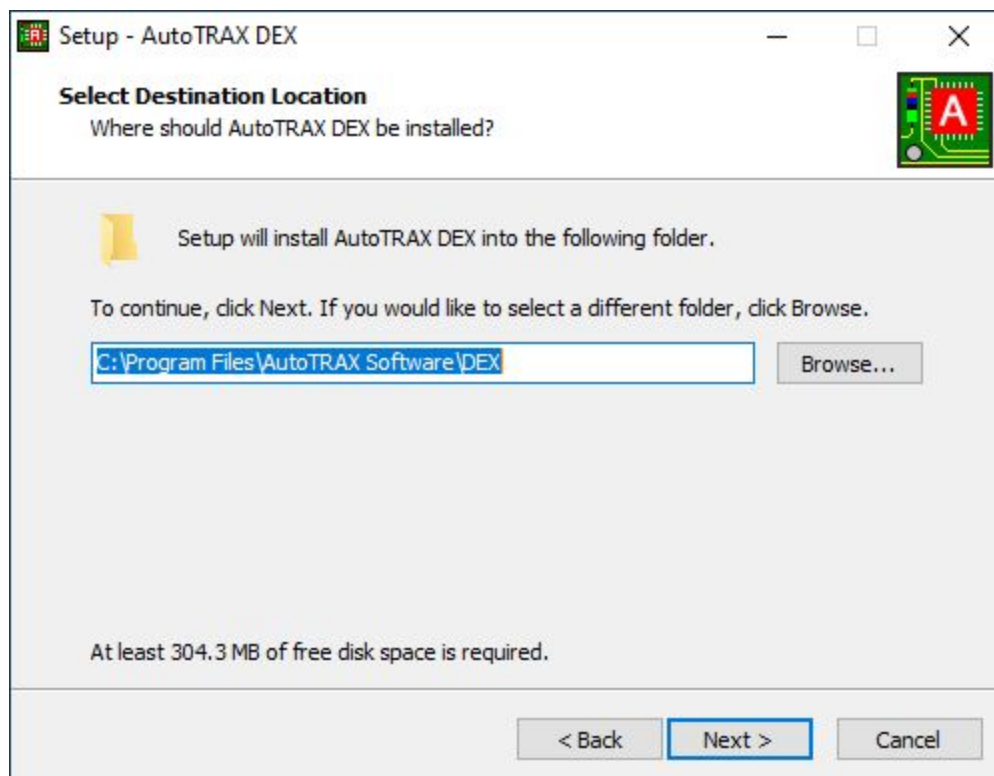 Setup - AutoTRAX DEX
Select Destination Location
Where should AutoTRAX DEX be installed?
A
Setup will install AutoTRAX DEX into the following folder.
To continue, click Next. If you would like to select a different folder, click Browse.
C:\Program Files\AutoTRAX Software\DEX
Browse...
At least 304.3 MB of free disk space is required.
< Back
Next >
Cancel